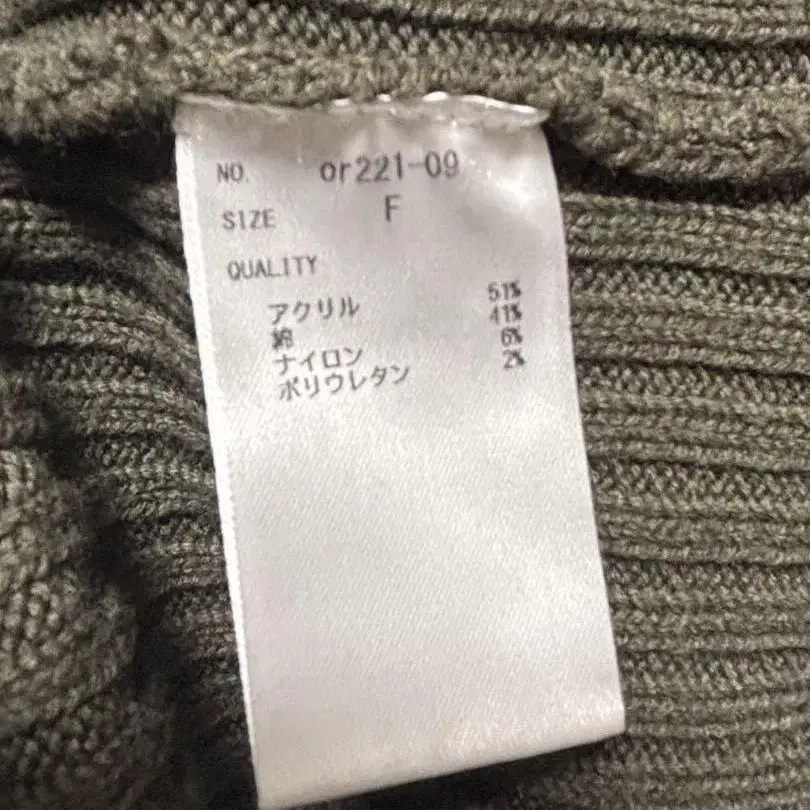 NO. or221-09
SIZE F
QUALITY
アクリル 51%
綿 41%
ナイロン 6%
ポリウレタン 2%